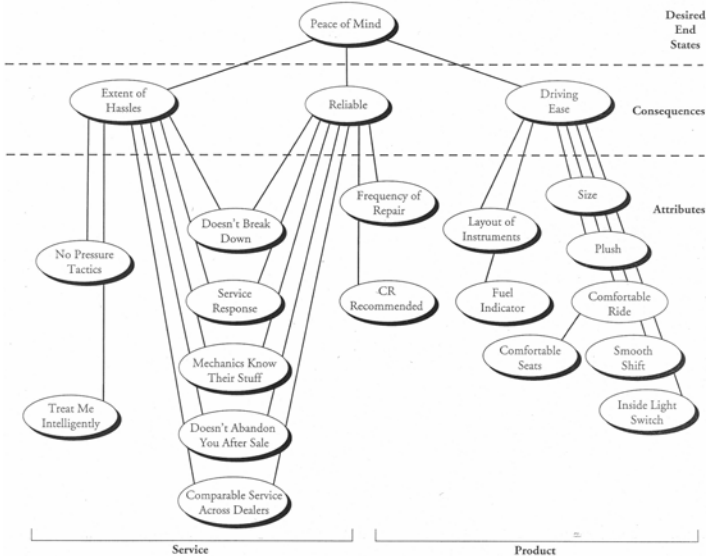 Peace of Mind
Desired
End
States
Extent of
Hassles
Reliable
Driving
Ease
Consequences
Frequency of
Repair
Size
Attributes
Doesn't Break
Down
Layout of
Instruments
No Pressure
Tactics
Plush
Service
Response
CR
Recommended
Fuel
Indicator
Comfortable
Ride
Mechanics Know
Their Stuff
Comfortable
Seats
Smooth
Shift
Treat Me
Intelligently
Inside Light
Switch
Doesn't Abandon
You After Sale
Comparable Service
Across Dealers
Service
Product